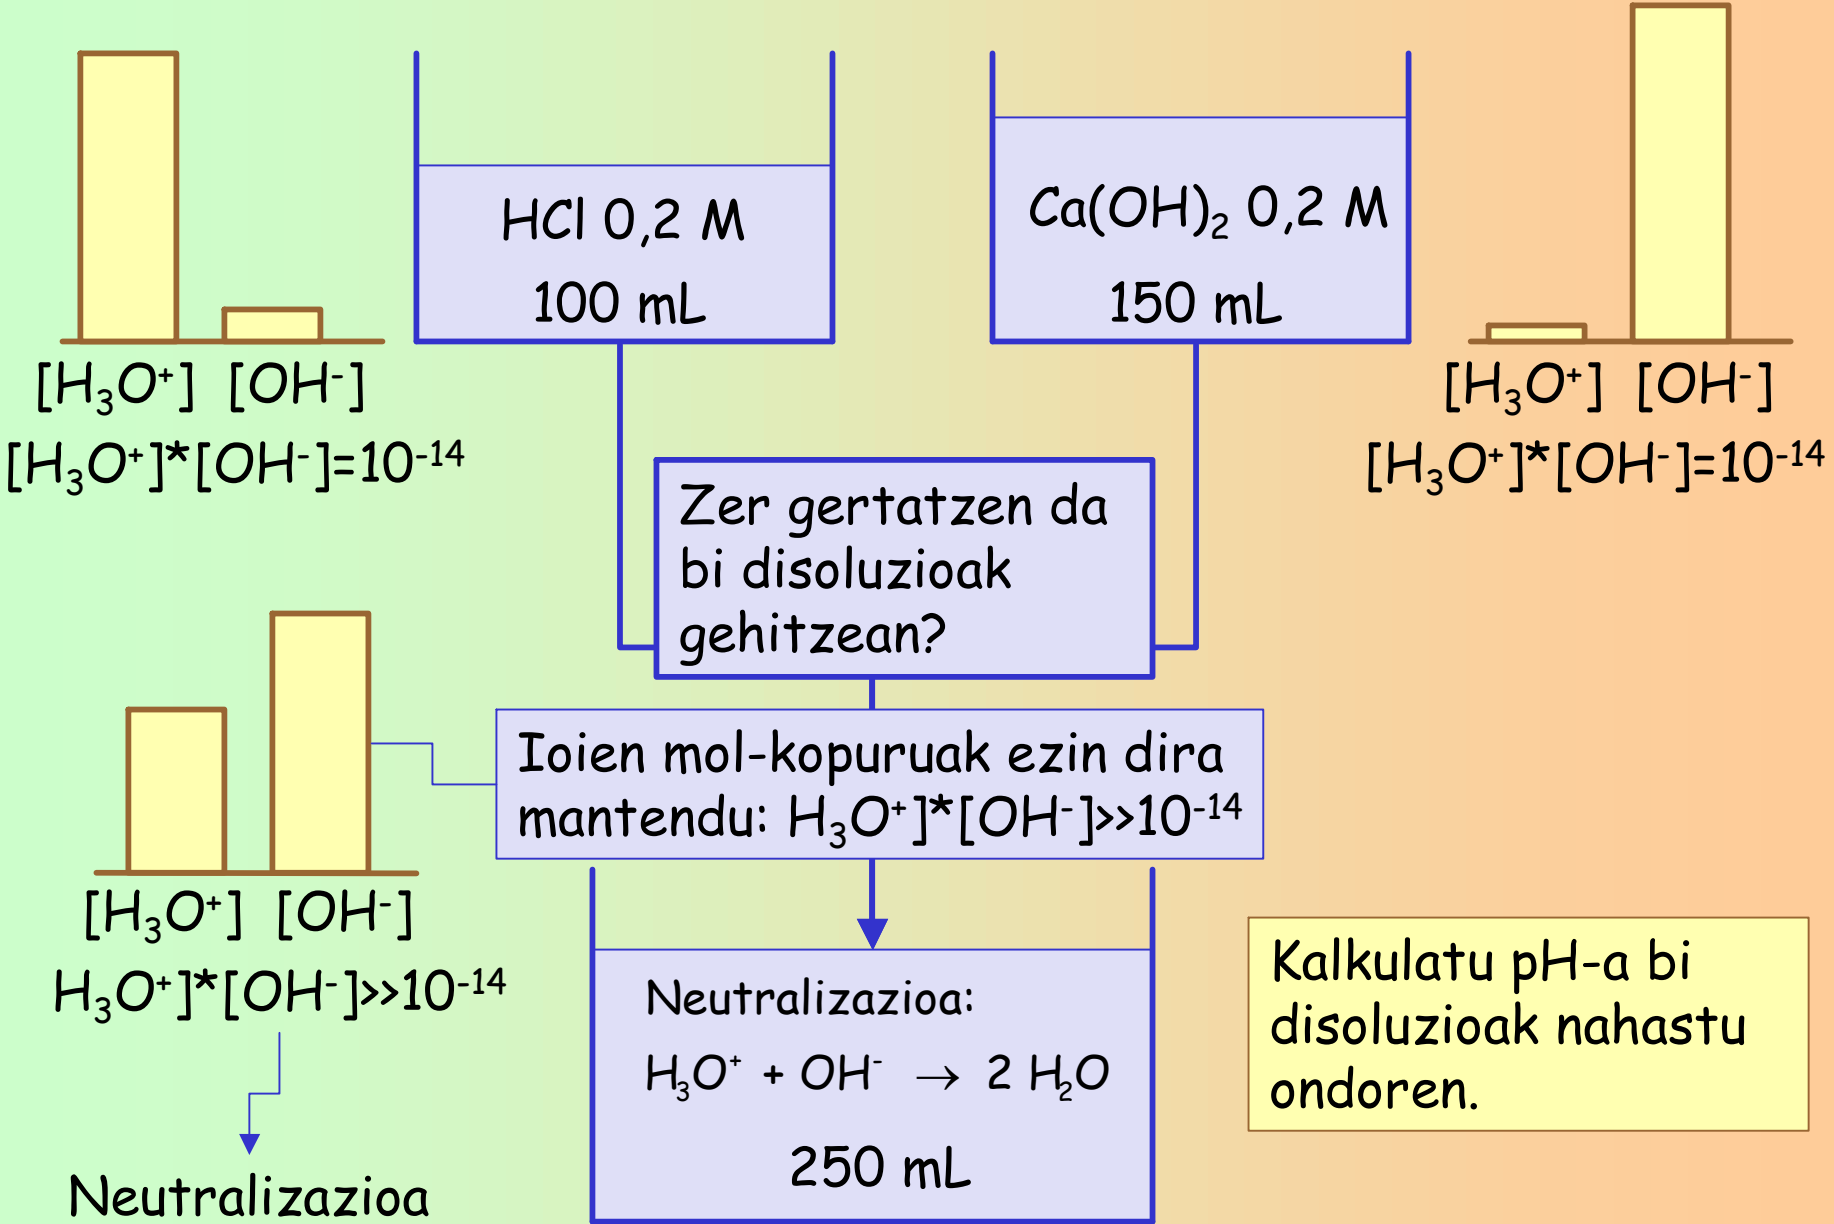 HCl 0,2 M
100 mL
Ca(OH)₂ 0,2 M
150 mL
[H₃O⁺] [OH⁻]
[H₃O⁺]*[OH⁻]=10⁻¹⁴
[H₃O⁺] [OH⁻]
[H₃O⁺]*[OH⁻]=10⁻¹⁴
Zer gertatzen da
bi disoluzioak
gehitzean?
Ioien mol-kopuruak ezin dira
mantendu: H₃O⁺]*[OH⁻]>>10⁻¹⁴
[H₃O⁺] [OH⁻]
H₃O⁺]*[OH⁻]>>10⁻¹⁴
Neutralizazioa
Neutralizazioa:
H₃O⁺ + OH⁻ → 2 H₂O
250 mL
Kalkulatu pH-a bi
disoluzioak nahastu
ondoren.